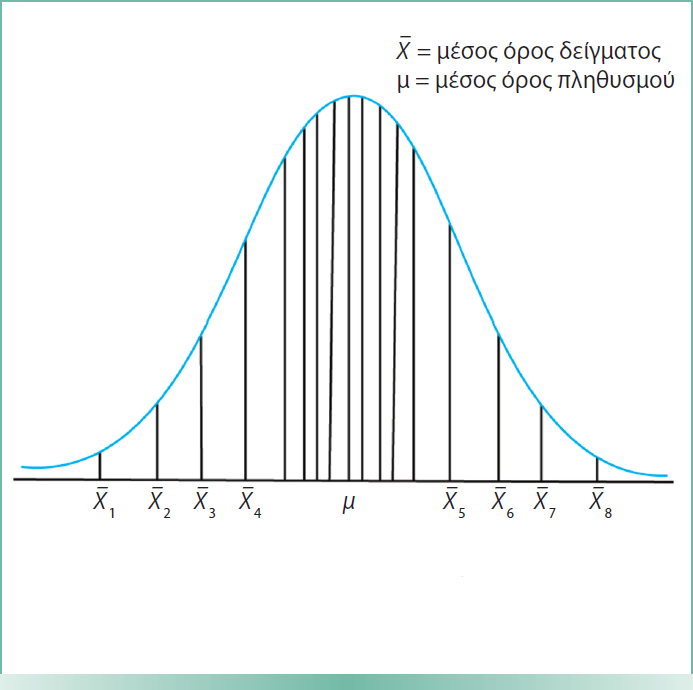 X̄ = μέσος όρος δείγματος
μ = μέσος όρος πληθυσμού
X̄₁ X̄₂ X̄₃ X̄₄ μ X̄₅ X̄₆ X̄₇ X̄₈